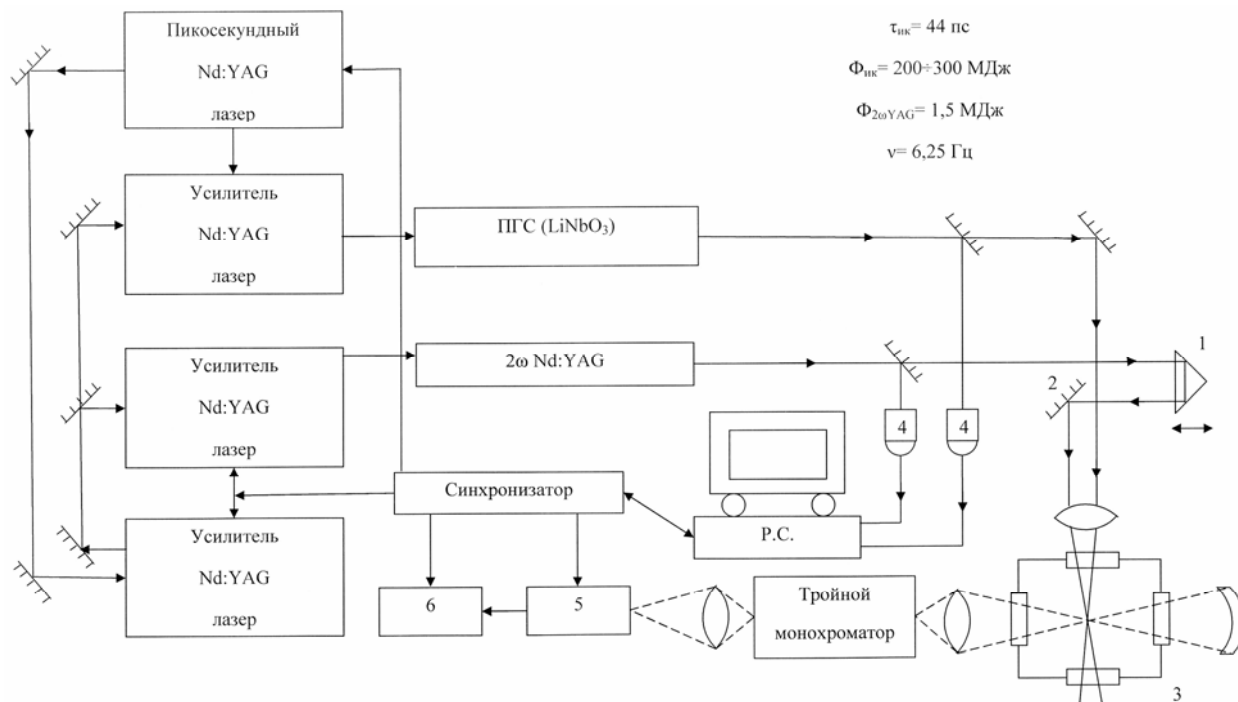 Пикосекундный
Nd:YAG
лазер
τик= 44 пс
Фик= 200÷300 МДж
Ф2ωYAG= 1,5 МДж
ν= 6,25 Гц
Усилитель
Nd:YAG
лазер
ПГС (LiNbO3)
Усилитель
Nd:YAG
лазер
2ω Nd:YAG
1
2
4
4
Синхронизатор
P.C.
Усилитель
Nd:YAG
лазер
6
5
Тройной
монохроматор
3